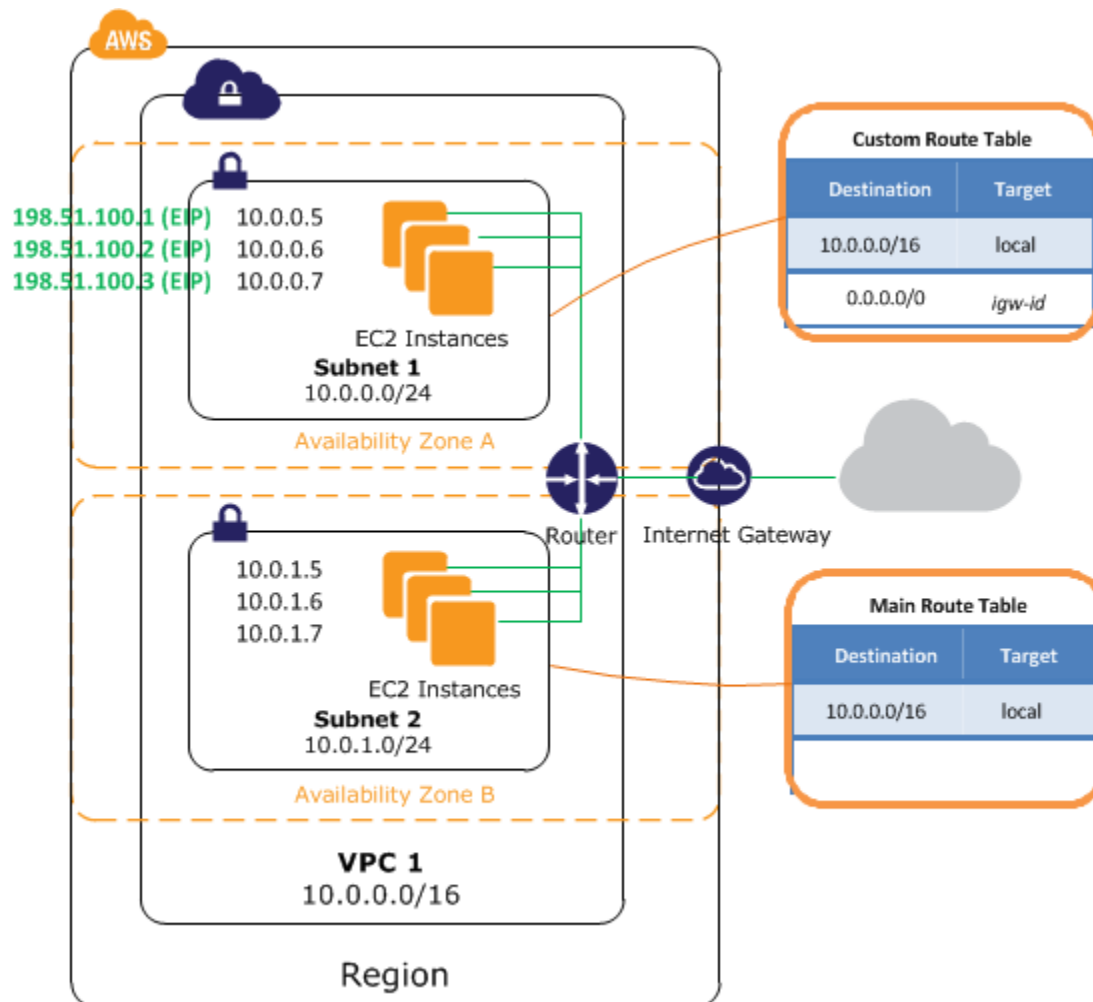 AWS
198.51.100.1 (EIP) 10.0.0.5
198.51.100.2 (EIP) 10.0.0.6
198.51.100.3 (EIP) 10.0.0.7
EC2 Instances
Subnet 1
10.0.0.0/24
Availability Zone A
Custom Route Table
Destination Target
10.0.0.0/16 local
0.0.0.0/0 igw-id
Router
Internet Gateway
10.0.1.5
10.0.1.6
10.0.1.7
EC2 Instances
Subnet 2
10.0.1.0/24
Availability Zone B
Main Route Table
Destination Target
10.0.0.0/16 local
VPC 1
10.0.0.0/16
Region